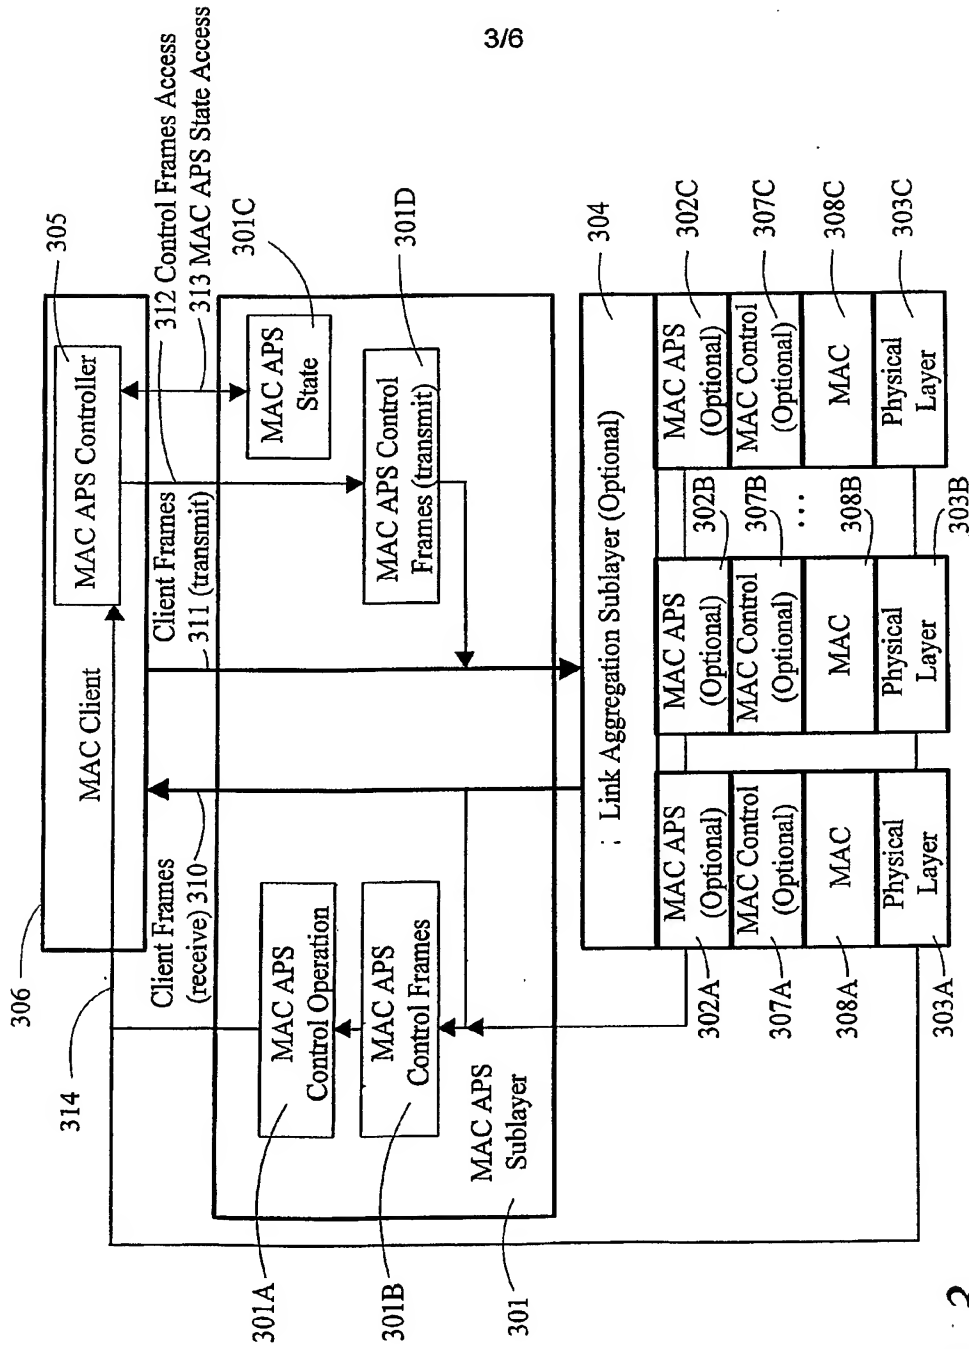 3/6
306
314
MAC Client
MAC APS Controller
305
Client Frames
(receive) 310
Client Frames
311 (transmit)
312 Control Frames Access
313 MAC APS State Access
301A
MAC APS
Control Operation
301B
MAC APS
Control Frames
MAC APS
State
301C
MAC APS Control
Frames (transmit)
301D
MAC APS
Sublayer
301
Link Aggregation Sublayer (Optional)
304
302A
MAC APS
(Optional)
MAC APS
(Optional)
302B
MAC APS
(Optional)
302C
307A
MAC Control
(Optional)
MAC Control
(Optional)
307B
MAC Control
(Optional)
307C
308A
MAC
MAC
308B
...
MAC
308C
303A
Physical
Layer
Physical
Layer
303B
Physical
Layer
303C